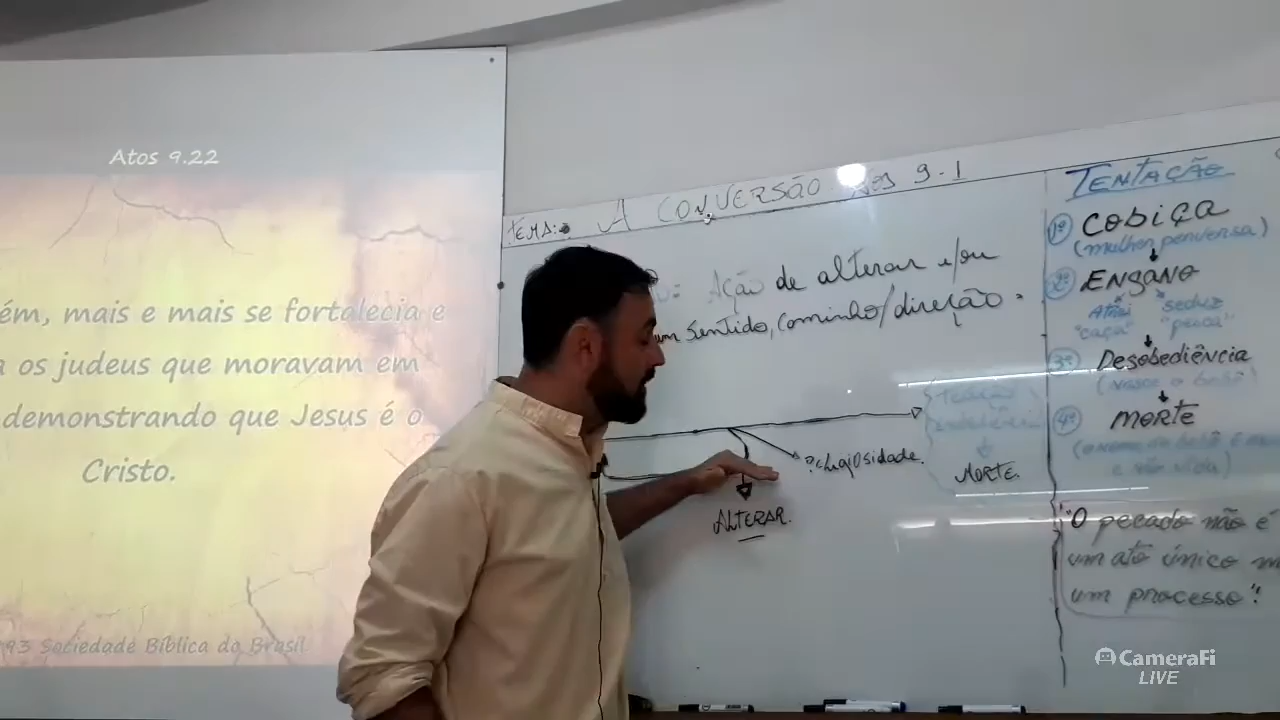 Atos 9.22
ém, mais e mais se fortalecia e
a os judeus que moravam em
demonstrando que Jesus é o
Cristo.
93 Sociedade Bíblica do Brasil
TEMA: A CONVERSÃO 9-1
Ação de alterar e/ou
um sentido, caminho/direção.
Religiosidade.
ALTERAR.
MORTE.
TENTAÇÃO
1º COBIÇA
(mulher perversa)
2º ENGANO
Atrai seduz
"caça" "pesca"
3º Desobediência
4º MORTE
"O pecado não é
um ato único
um processo".
CameraFi
LIVE